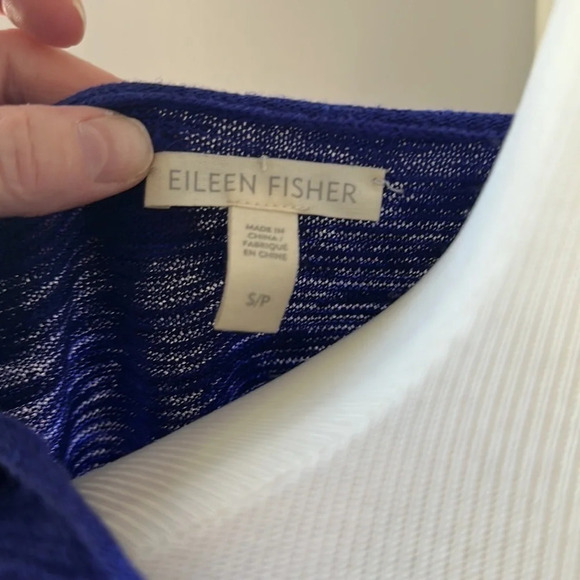 EILEEN FISHER
MADE IN
CHINA /
FABRIQUÉ
EN CHINE
S/P